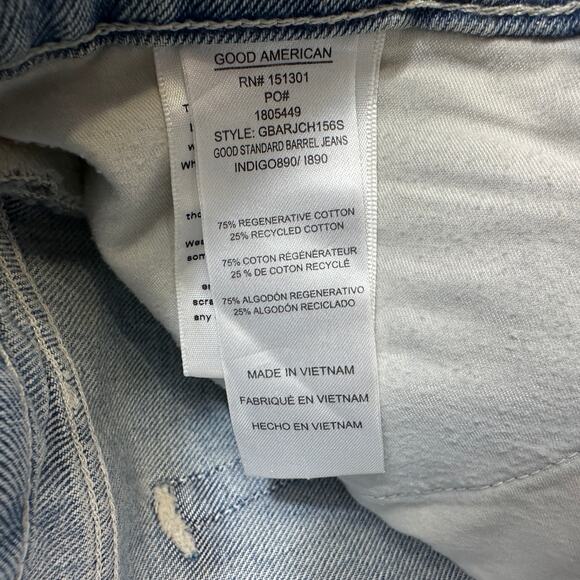 GOOD AMERICAN
RN# 151301
PO#
1805449
STYLE: GBARJCH156S
GOOD STANDARD BARREL JEANS
INDIGO890/ I890
75% REGENERATIVE COTTON
25% RECYCLED COTTON
75% COTON RÉGÉNÉRATEUR
25 % DE COTON RECYCLÉ
75% ALGODÓN REGENERATIVO
25% ALGODÓN RECICLADO
MADE IN VIETNAM
FABRIQUÉ EN VIETNAM
HECHO EN VIETNAM